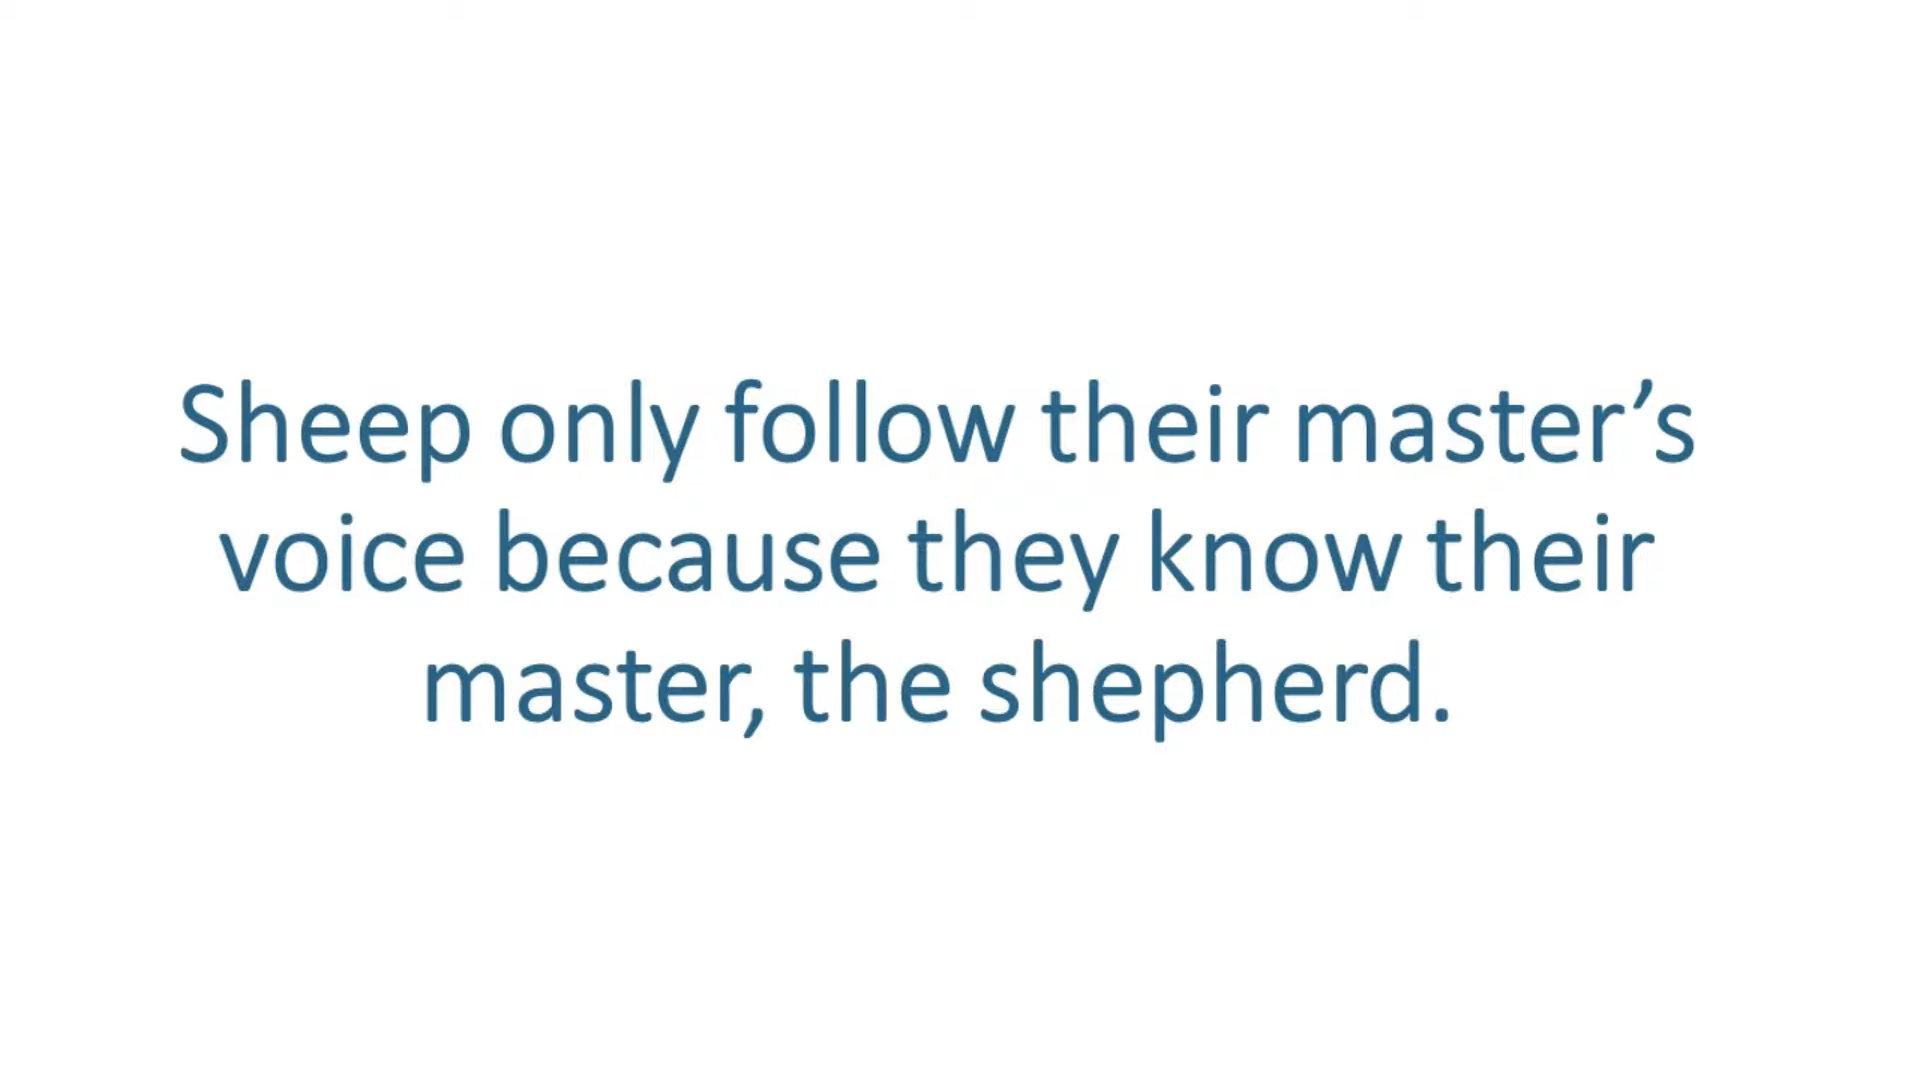 Sheep only follow their master’s
voice because they know their
master, the shepherd.